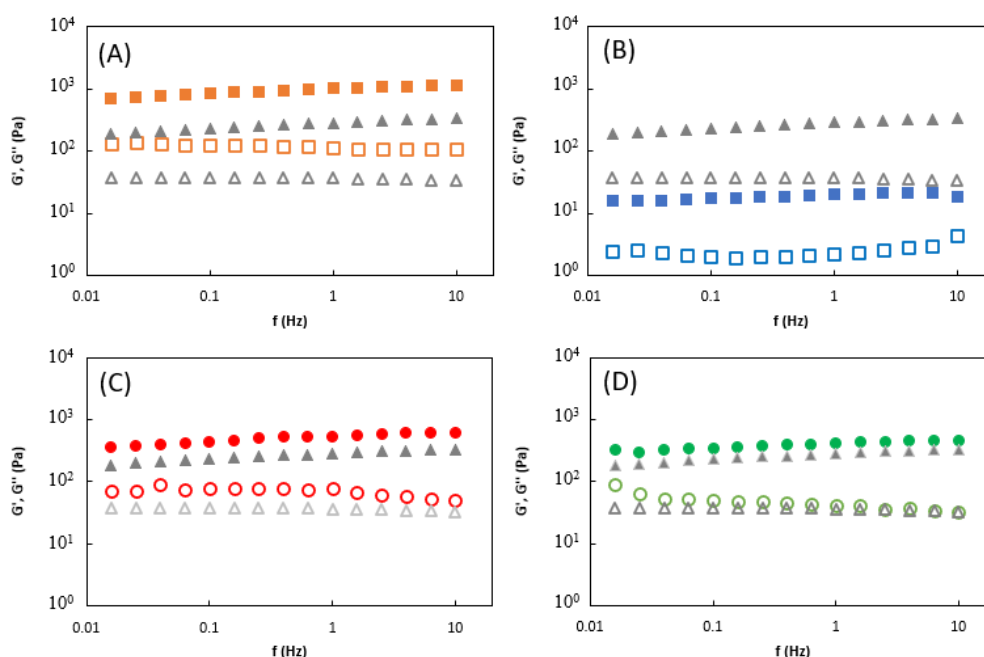 (A)
G', G'' (Pa)
10⁴
10³
10²
10¹
10⁰
0.01 0.1 1 10
f (Hz)
(B)
G', G'' (Pa)
10⁴
10³
10²
10¹
10⁰
0.01 0.1 1 10
f (Hz)
(C)
G', G'' (Pa)
10⁴
10³
10²
10¹
10⁰
0.01 0.1 1 10
f (Hz)
(D)
G', G'' (Pa)
10⁴
10³
10²
10¹
10⁰
0.01 0.1 1 10
f (Hz)